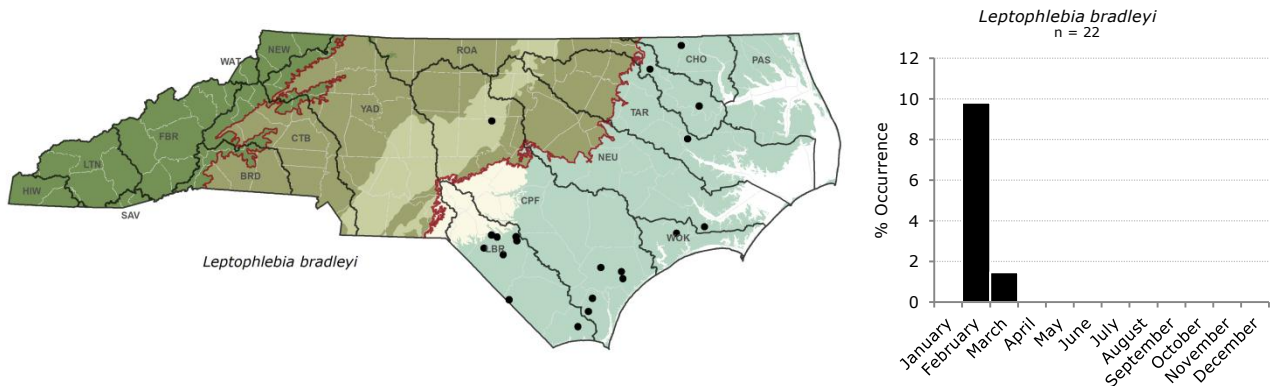 NEW
WAT
ROA
CHO
PAS
YAD
TAR
FBR
CTB
NEU
LTN
BRD
HIW
CPF
SAV
WOK
LBR
Leptophlebia bradleyi
Leptophlebia bradleyi
n = 22
% Occurrence
12
10
8
6
4
2
0
January
February
March
April
May
June
July
August
September
October
November
December